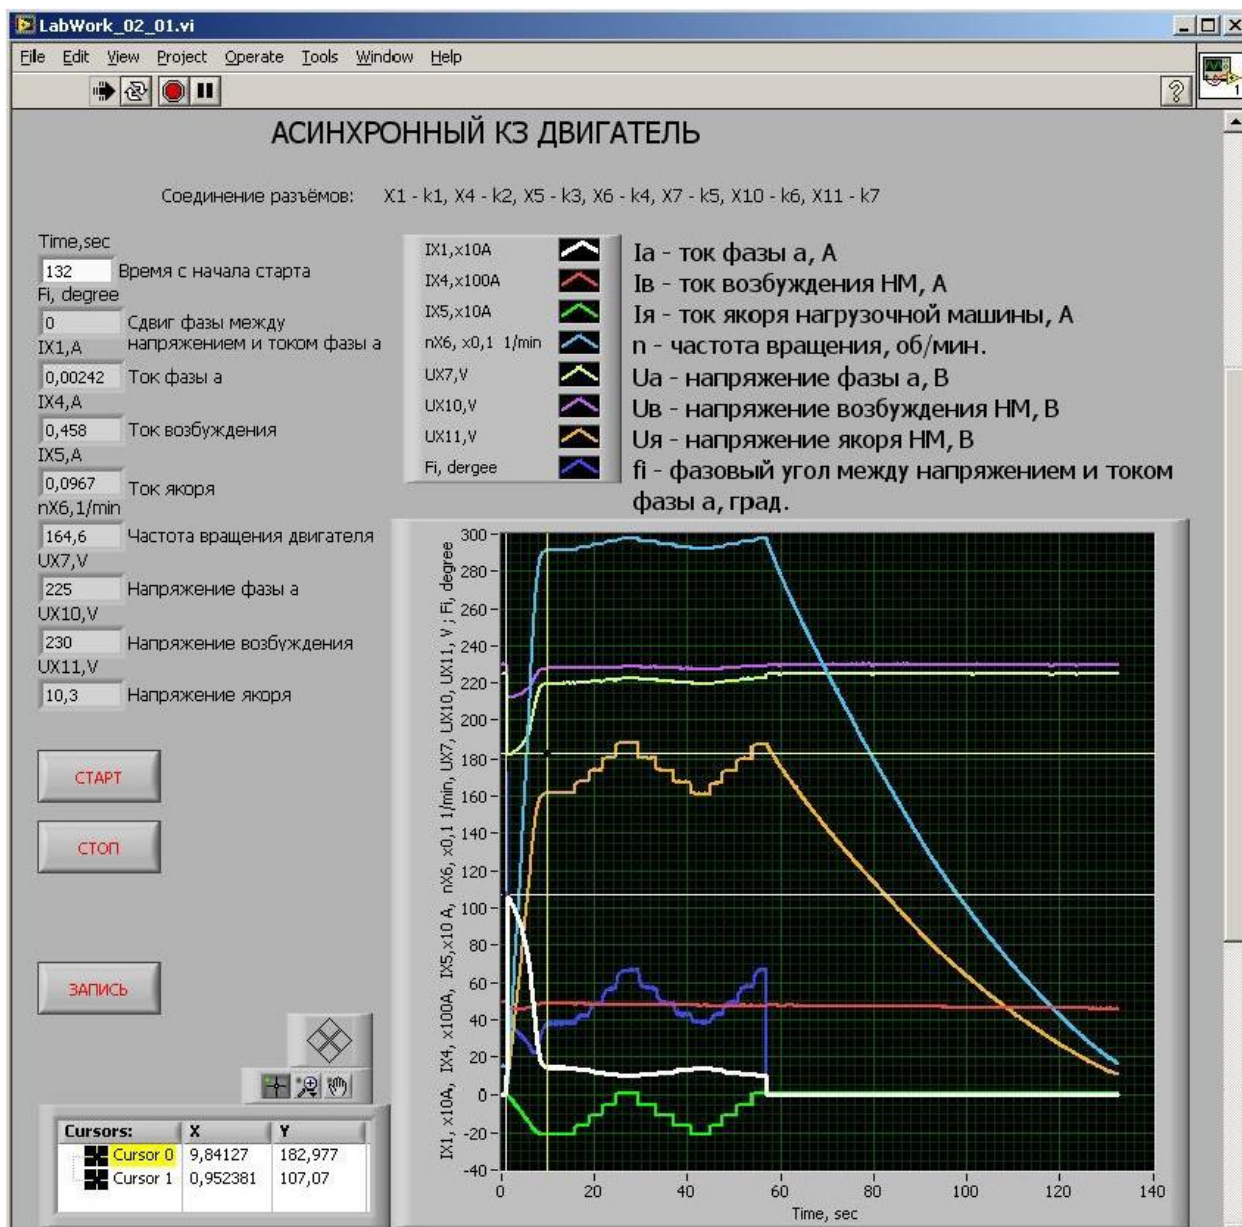 LabWork_02_01.vi
File Edit View Project Operate Tools Window Help
1
АСИНХРОННЫЙ КЗ ДВИГАТЕЛЬ
Соединение разъёмов: X1 - k1, X4 - k2, X5 - k3, X6 - k4, X7 - k5, X10 - k6, X11 - k7
Time,sec
132 Время с начала старта
Fi, degree
0 Сдвиг фазы между
напряжением и током фазы а
IX1,A
0,00242 Ток фазы а
IX4,A
0,458 Ток возбуждения
IX5,A
0,0967 Ток якоря
nX6,1/min
164,6 Частота вращения двигателя
UX7,V
225 Напряжение фазы а
UX10,V
230 Напряжение возбуждения
UX11,V
10,3 Напряжение якоря
IX1,x10A
IX4,x100A
IX5,x10A
nX6, x0,1 1/min
UX7,V
UX10,V
UX11,V
Fi, dergee
Iа - ток фазы а, А
Iв - ток возбуждения НМ, А
Iя - ток якоря нагрузочной машины, А
n - частота вращения, об/мин.
Uа - напряжение фазы а, В
Uв - напряжение возбуждения НМ, В
Uя - напряжение якоря НМ, В
fi - фазовый угол между напряжением и током
фазы а, град.
СТАРТ
СТОП
ЗАПИСЬ
IX1, x10A, IX4, x100A, IX5,x10 A, nX6, x0,1 1/min, UX7, UX10, UX11, V ; Fi, degree
300
280
260
240
220
200
180
160
140
120
100
80
60
40
20
0
-20
-40
0 20 40 60 80 100 120 140
Time, sec
Cursors: X Y
Cursor 0 9,84127 182,977
Cursor 1 0,952381 107,07